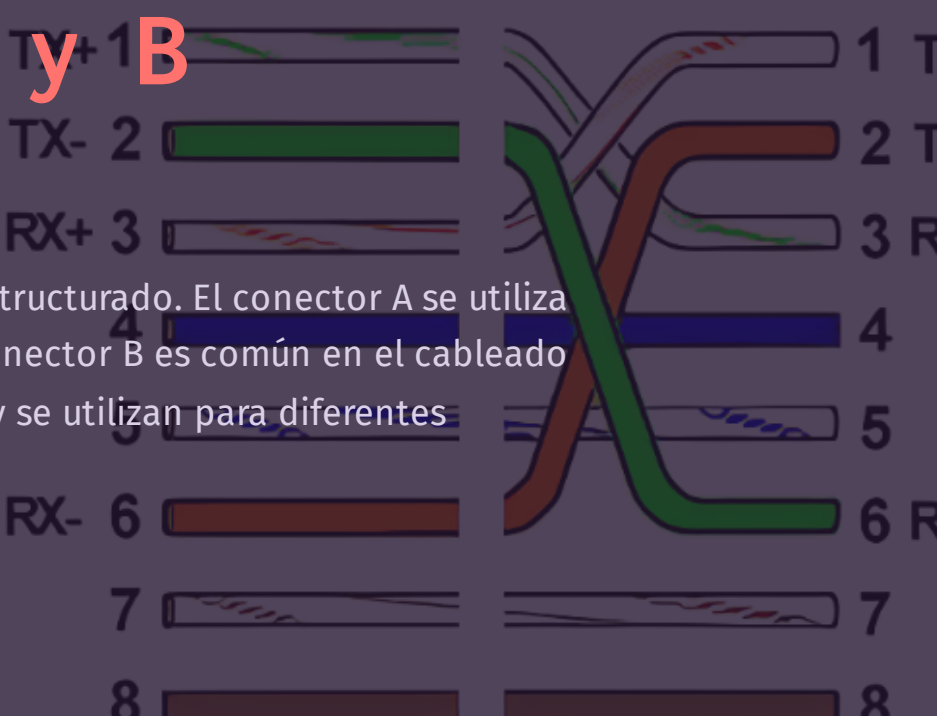 y B
TX+ 1
1 T
TX- 2
2 T
RX+ 3
3 R
tructurado. El conector A se utiliza
4
4
nector B es común en el cableado
y se utilizan para diferentes
5
5
RX- 6
6 R
7
7
8
8